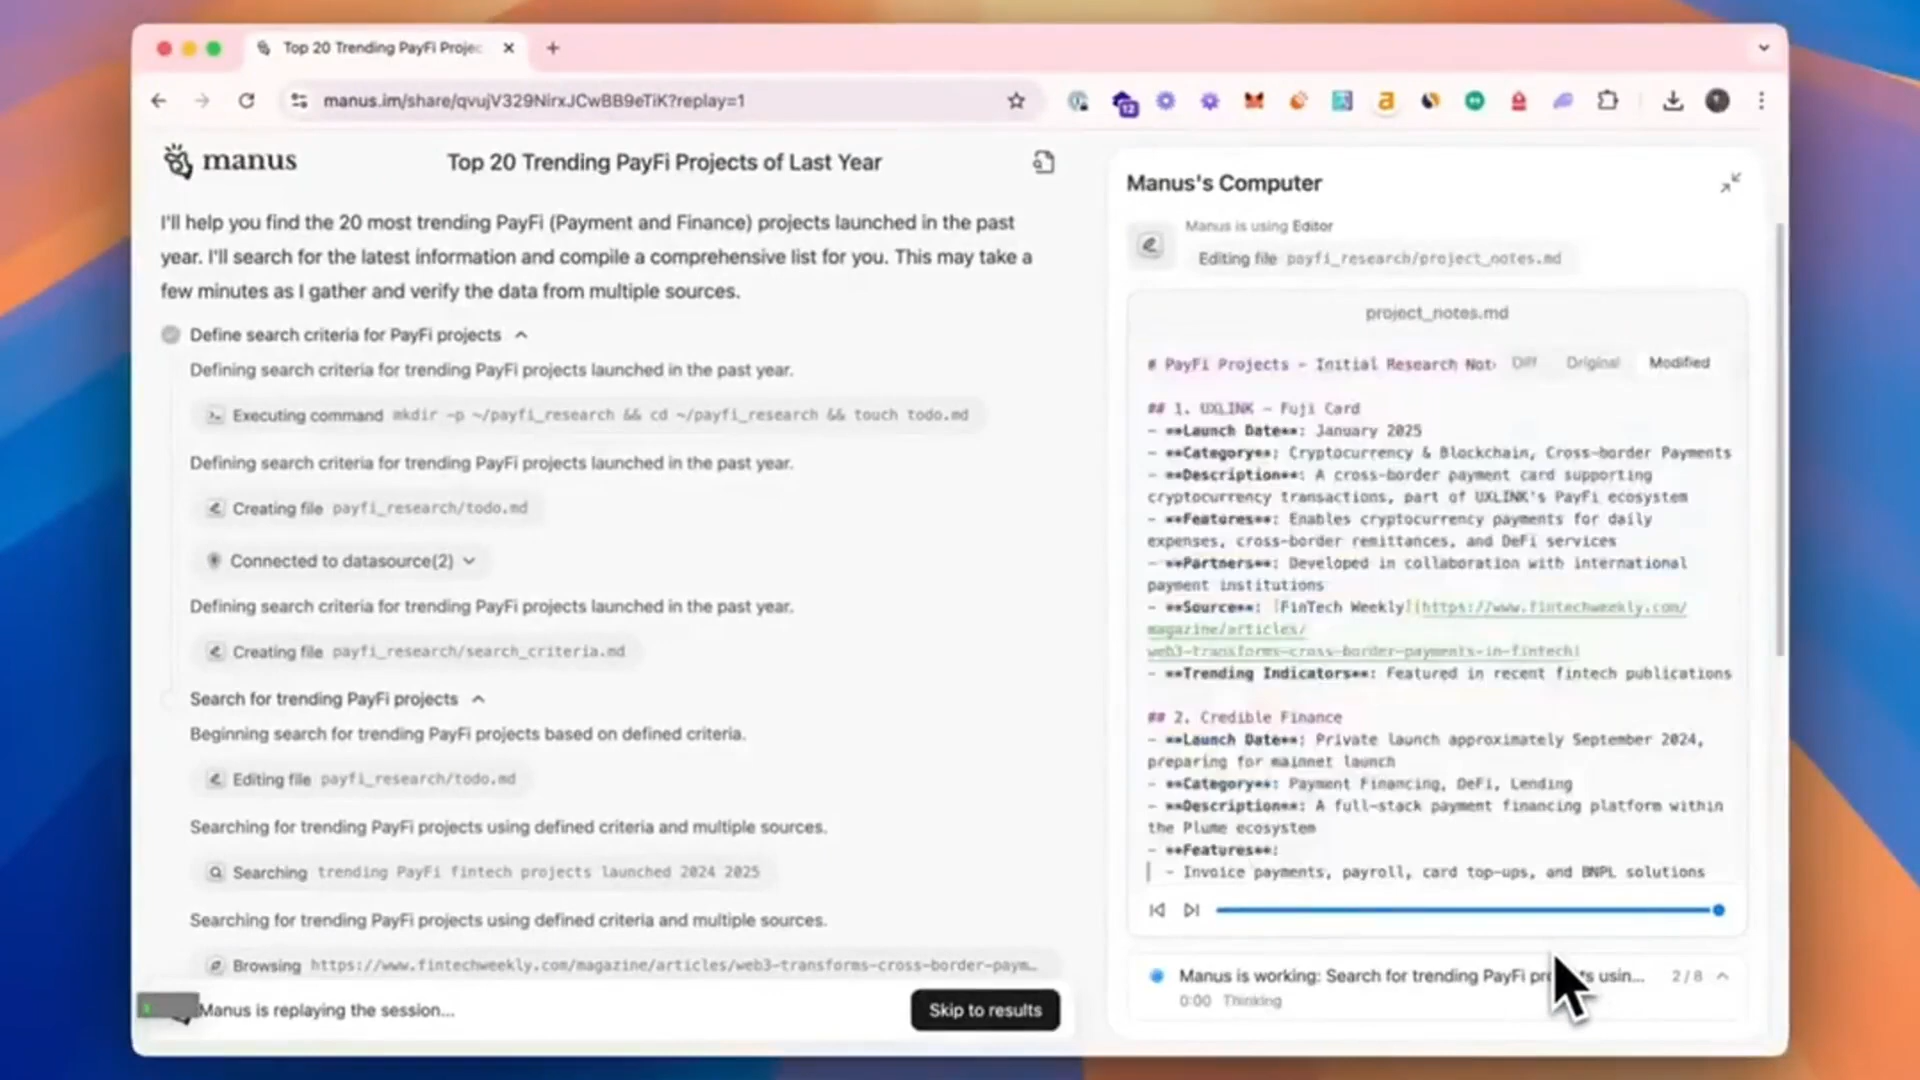 Top 20 Trending PayFi Projec
manus.im/share/qvujV329NirxJCwBB9eTiK?replay=1
12
manus
Top 20 Trending PayFi Projects of Last Year
I'll help you find the 20 most trending PayFi (Payment and Finance) projects launched in the past
year. I'll search for the latest information and compile a comprehensive list for you. This may take a
few minutes as I gather and verify the data from multiple sources.
Define search criteria for PayFi projects
Defining search criteria for trending PayFi projects launched in the past year.
Executing command mkdir -p ~/payfi_research && cd ~/payfi_research && touch todo.md
Defining search criteria for trending PayFi projects launched in the past year.
Creating file payfi_research/todo.md
Connected to datasource(2)
Defining search criteria for trending PayFi projects launched in the past year.
Creating file payfi_research/search_criteria.md
Search for trending PayFi projects
Beginning search for trending PayFi projects based on defined criteria.
Editing file payfi_research/todo.md
Searching for trending PayFi projects using defined criteria and multiple sources.
Searching trending PayFi fintech projects launched 2024 2025
Searching for trending PayFi projects using defined criteria and multiple sources.
Browsing https://www.fintechweekly.com/magazine/articles/web3-transforms-cross-border-paym…
Manus is replaying the session...
Skip to results
Manus's Computer
Manus is using Editor
Editing file payfi_research/project_notes.md
project_notes.md
# PayFi Projects - Initial Research Not
Diff Original Modified
## 1. UXLINK - Fuji Card
- **Launch Date**: January 2025
- **Category**: Cryptocurrency & Blockchain, Cross-border Payments
- **Description**: A cross-border payment card supporting
cryptocurrency transactions, part of UXLINK's PayFi ecosystem
- **Features**: Enables cryptocurrency payments for daily
expenses, cross-border remittances, and DeFi services
- **Partners**: Developed in collaboration with international
payment institutions
- **Source**: [FinTech Weekly](https://www.fintechweekly.com/
magazine/articles/
web3-transforms-cross-border-payments-in-fintech)
- **Trending Indicators**: Featured in recent fintech publications
## 2. Credible Finance
- **Launch Date**: Private launch approximately September 2024,
preparing for mainnet launch
- **Category**: Payment Financing, DeFi, Lending
- **Description**: A full-stack payment financing platform within
the Plume ecosystem
- **Features**:
- Invoice payments, payroll, card top-ups, and BNPL solutions
Manus is working: Search for trending PayFi pr ts usin... 2 / 8
0:00 Thinking